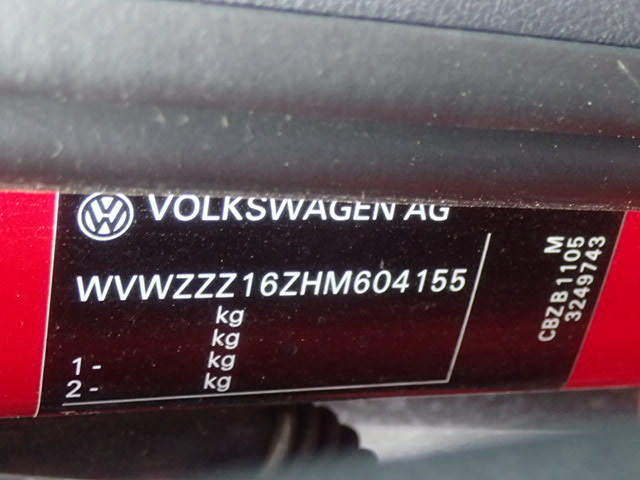 VOLKSWAGEN AG
WVWZZZ16ZHM604155
kg
kg
1 - kg
2 - kg
M
CBZB 1105
3249743